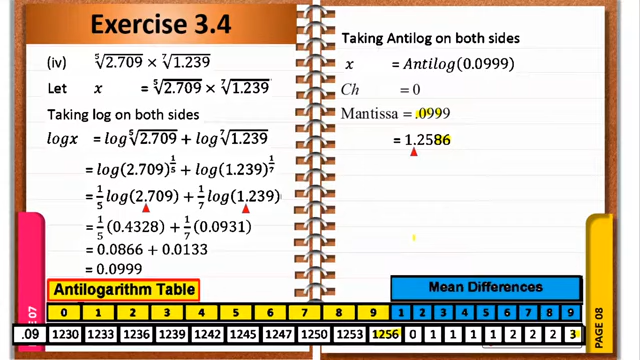 Exercise 3.4
(iv) ⁵√2.709 × ⁷√1.239
Let x = ⁵√2.709 × ⁷√1.239
Taking log on both sides
logx = log⁵√2.709 + log⁷√1.239
= log(2.709)^(1/5) + log(1.239)^(1/7)
= 1/5 log(2.709) + 1/7 log(1.239)
= 1/5 (0.4328) + 1/7 (0.0931)
= 0.0866 + 0.0133
= 0.0999
Taking Antilog on both sides
x = Antilog(0.0999)
Ch = 0
Mantissa = .0999
= 1.2586
PAGE 07
PAGE 08
Antilogarithm Table
Mean Differences
0 1 2 3 4 5 6 7 8 9 1 2 3 4 5 6 7 8 9
.09 1230 1233 1236 1239 1242 1245 1247 1250 1253 1256 0 1 1 1 1 2 2 2 3